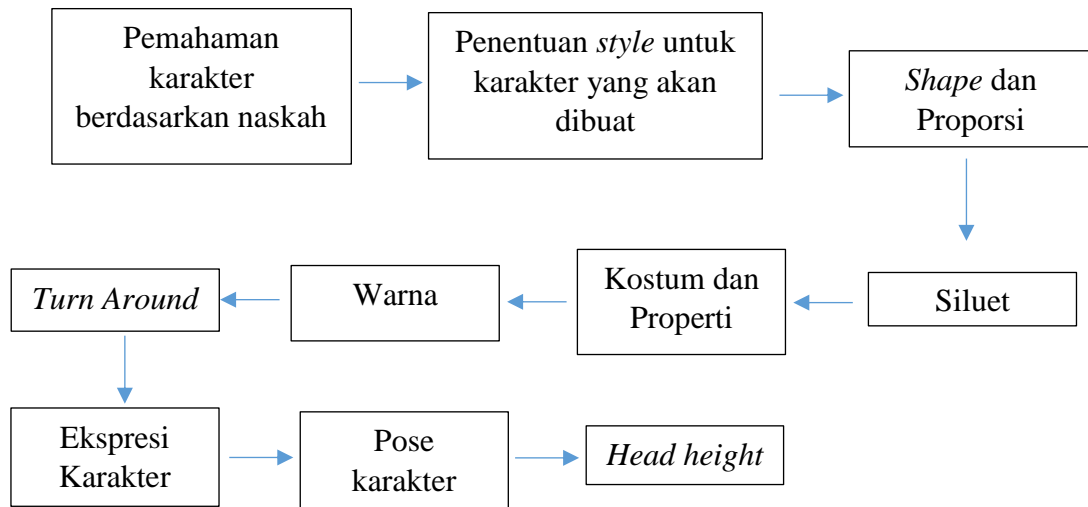 Pemahaman
karakter
berdasarkan naskah
Penentuan style untuk
karakter yang akan
dibuat
Shape dan
Proporsi
Siluet
Kostum dan
Properti
Warna
Turn Around
Ekspresi
Karakter
Pose
karakter
Head height